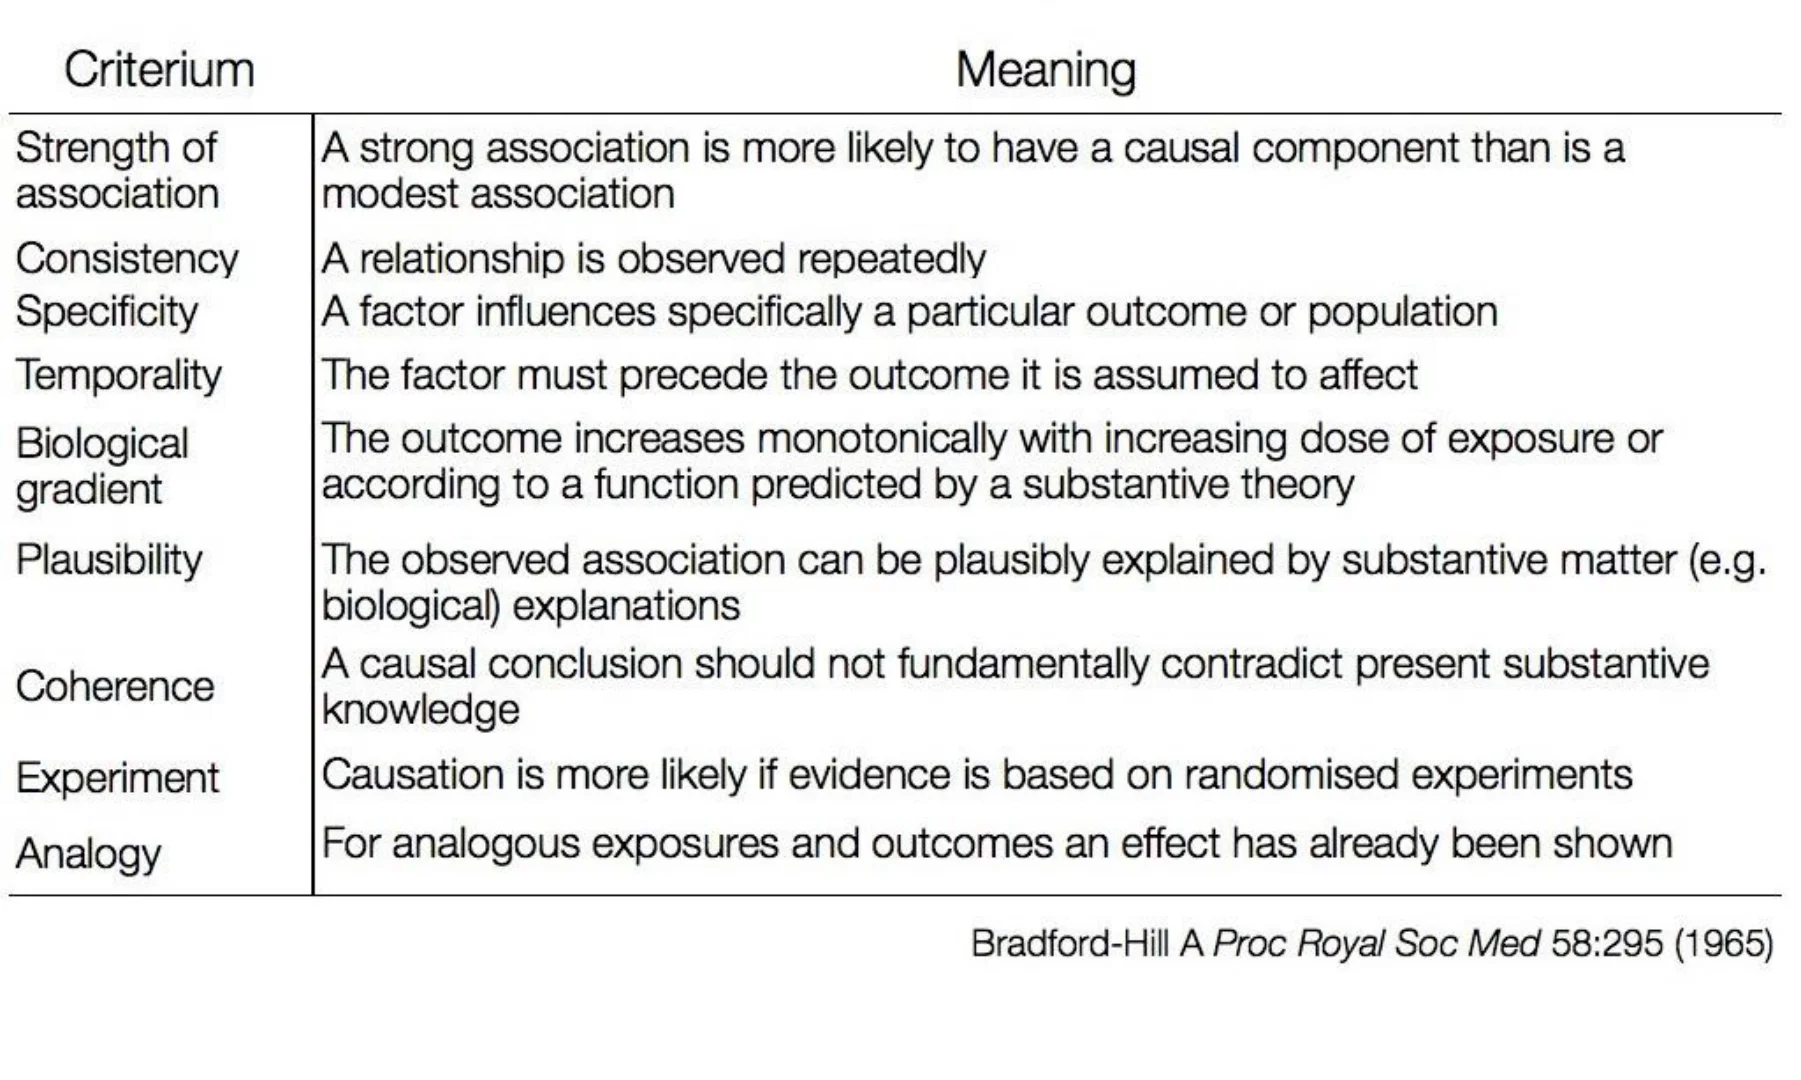 Criterium Meaning
Strength of A strong association is more likely to have a causal component than is a
association modest association
Consistency A relationship is observed repeatedly
Specificity A factor influences specifically a particular outcome or population
Temporality The factor must precede the outcome it is assumed to affect
Biological The outcome increases monotonically with increasing dose of exposure or
gradient according to a function predicted by a substantive theory
Plausibility The observed association can be plausibly explained by substantive matter (e.g.
biological) explanations
Coherence A causal conclusion should not fundamentally contradict present substantive
knowledge
Experiment Causation is more likely if evidence is based on randomised experiments
Analogy For analogous exposures and outcomes an effect has already been shown
Bradford-Hill A Proc Royal Soc Med 58:295 (1965)